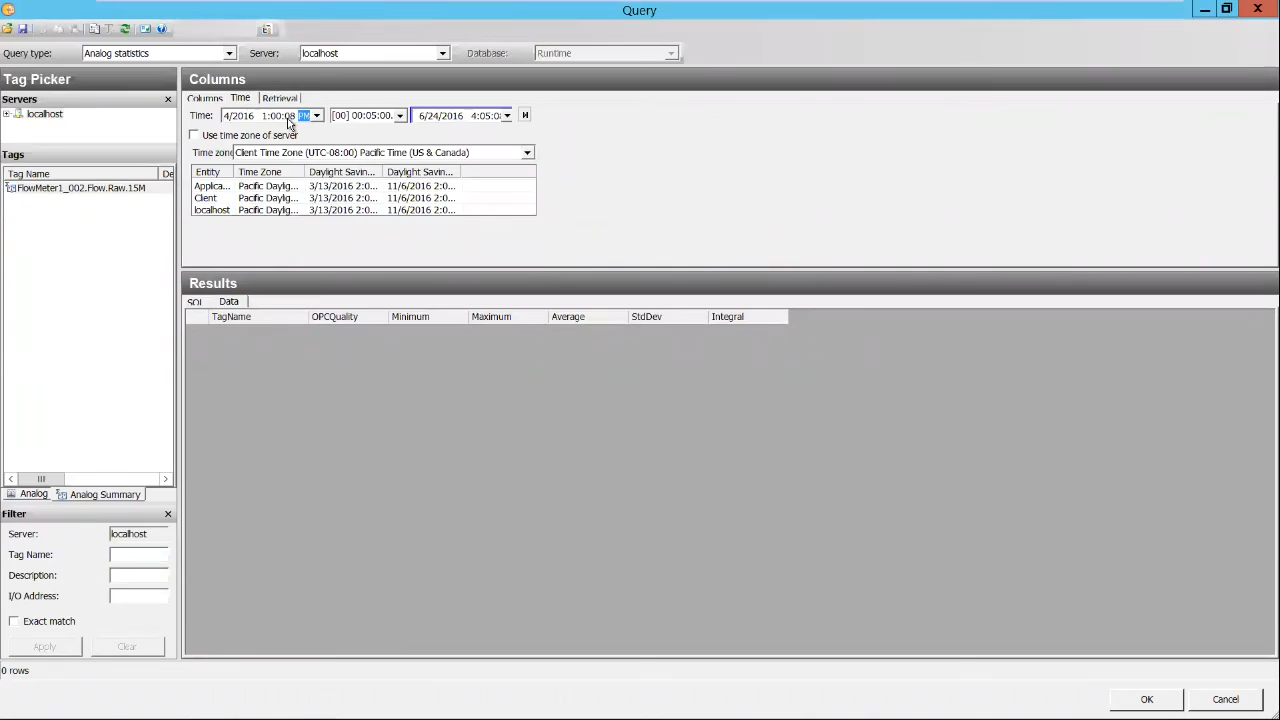 Query
Query type: Analog statistics Server: localhost Database: Runtime
Tag Picker
Servers
localhost
Tags
Tag Name De
FlowMeter1_002.Flow.Raw.15M
Analog Analog Summary
Filter
Server: localhost
Tag Name:
Description:
I/O Address:
Exact match
Apply Clear
Columns
Columns Time Retrieval
Time: 4/2016 1:00:08 PM [00] 00:05:00. 6/24/2016 4:05:0
Use time zone of server
Time zone Client Time Zone (UTC-08:00) Pacific Time (US & Canada)
Entity Time Zone Daylight Savin... Daylight Savin...
Applica... Pacific Daylig... 3/13/2016 2:0... 11/6/2016 2:0...
Client Pacific Daylig... 3/13/2016 2:0... 11/6/2016 2:0...
localhost Pacific Daylig... 3/13/2016 2:0... 11/6/2016 2:0...
Results
SQL Data
TagName OPCQuality Minimum Maximum Average StdDev Integral
0 rows
OK Cancel